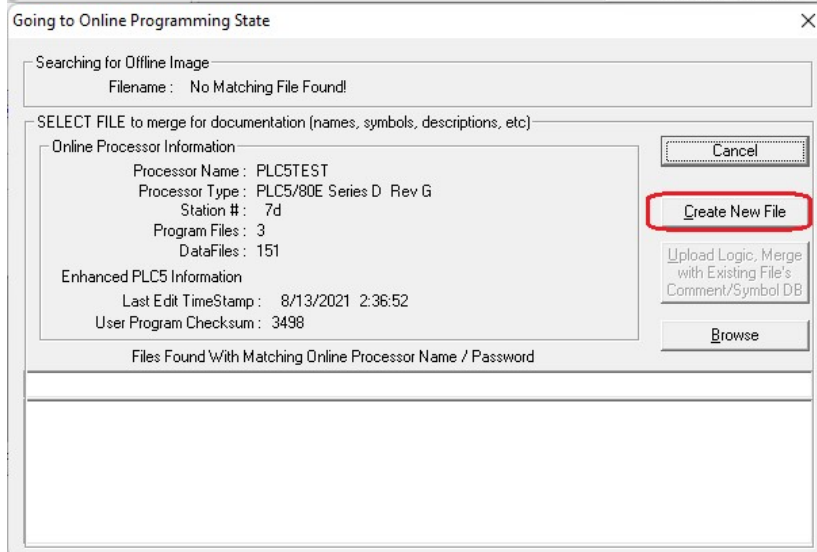 Going to Online Programming State
Searching for Offline Image
Filename : No Matching File Found!
SELECT FILE to merge for documentation (names, symbols, descriptions, etc)
Online Processor Information
Processor Name : PLC5TEST
Processor Type : PLC5/80E Series D Rev G
Station # : 7d
Program Files : 3
DataFiles : 151
Enhanced PLC5 Information
Last Edit TimeStamp : 8/13/2021 2:36:52
User Program Checksum : 3498
Cancel
Create New File
Upload Logic, Merge
with Existing File's
Comment/Symbol DB
Browse
Files Found With Matching Online Processor Name / Password